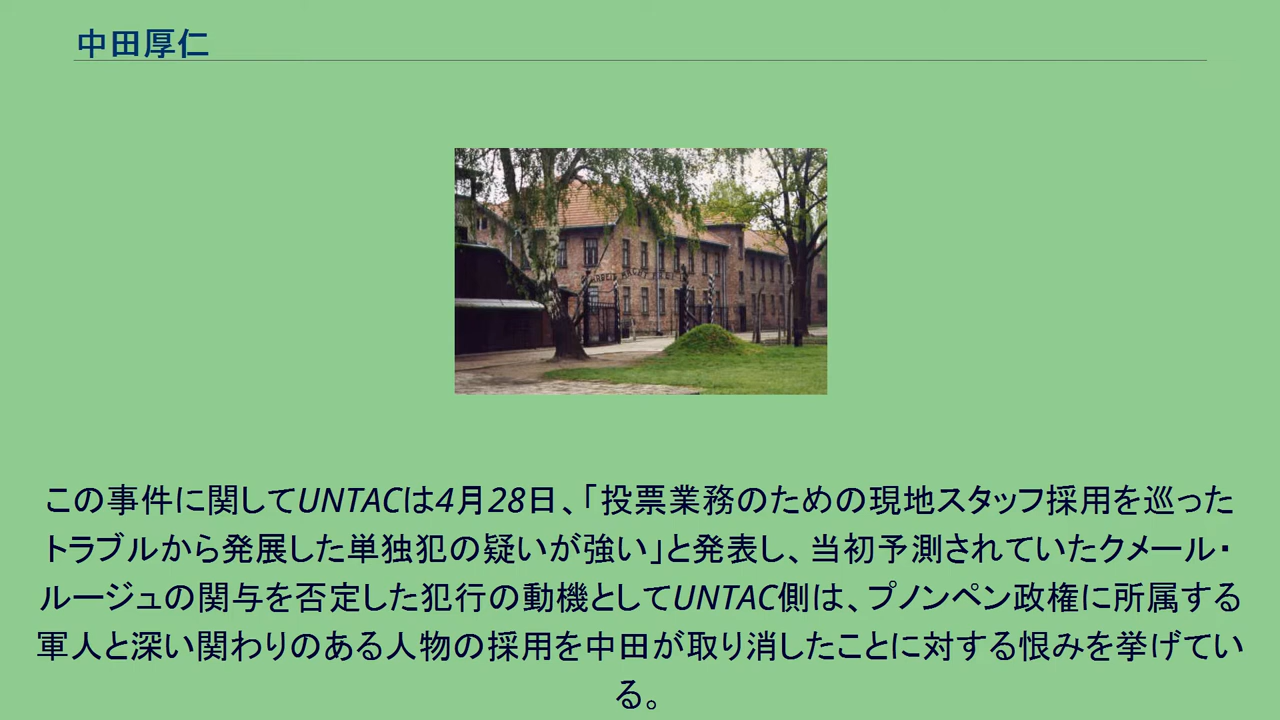 中田厚仁
ARBEIT MACHT FREI
この事件に関してUNTACは4月28日、「投票業務のための現地スタッフ採用を巡った
トラブルから発展した単独犯の疑いが強い」と発表し、当初予測されていたクメール・
ルージュの関与を否定した犯行の動機としてUNTAC側は、プノンペン政権に所属する
軍人と深い関わりのある人物の採用を中田が取り消したことに対する恨みを挙げてい
る。